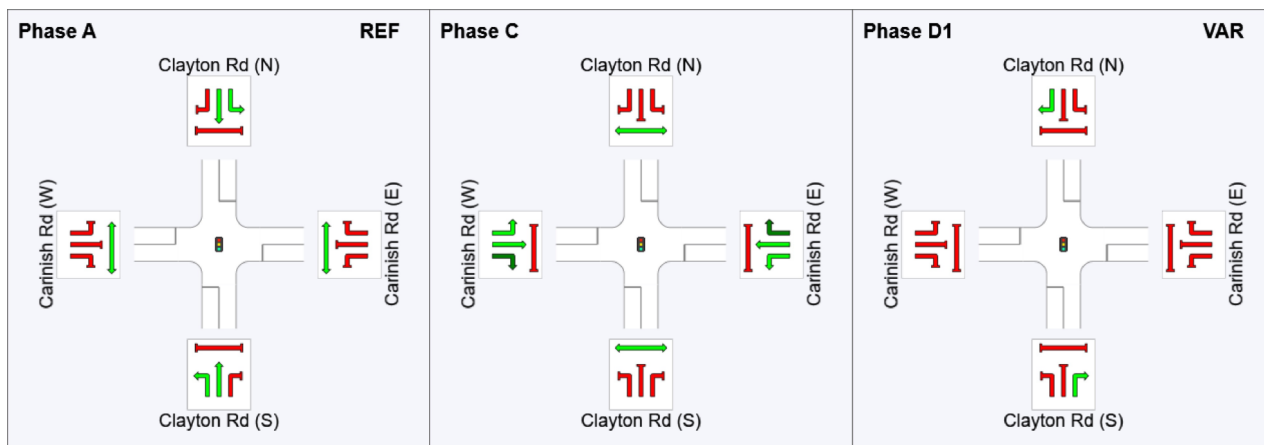 Phase A REF
Clayton Rd (N)
Carinish Rd (W)
Carinish Rd (E)
Clayton Rd (S)
Phase C
Clayton Rd (N)
Carinish Rd (W)
Carinish Rd (E)
Clayton Rd (S)
Phase D1 VAR
Clayton Rd (N)
Carinish Rd (W)
Carinish Rd (E)
Clayton Rd (S)